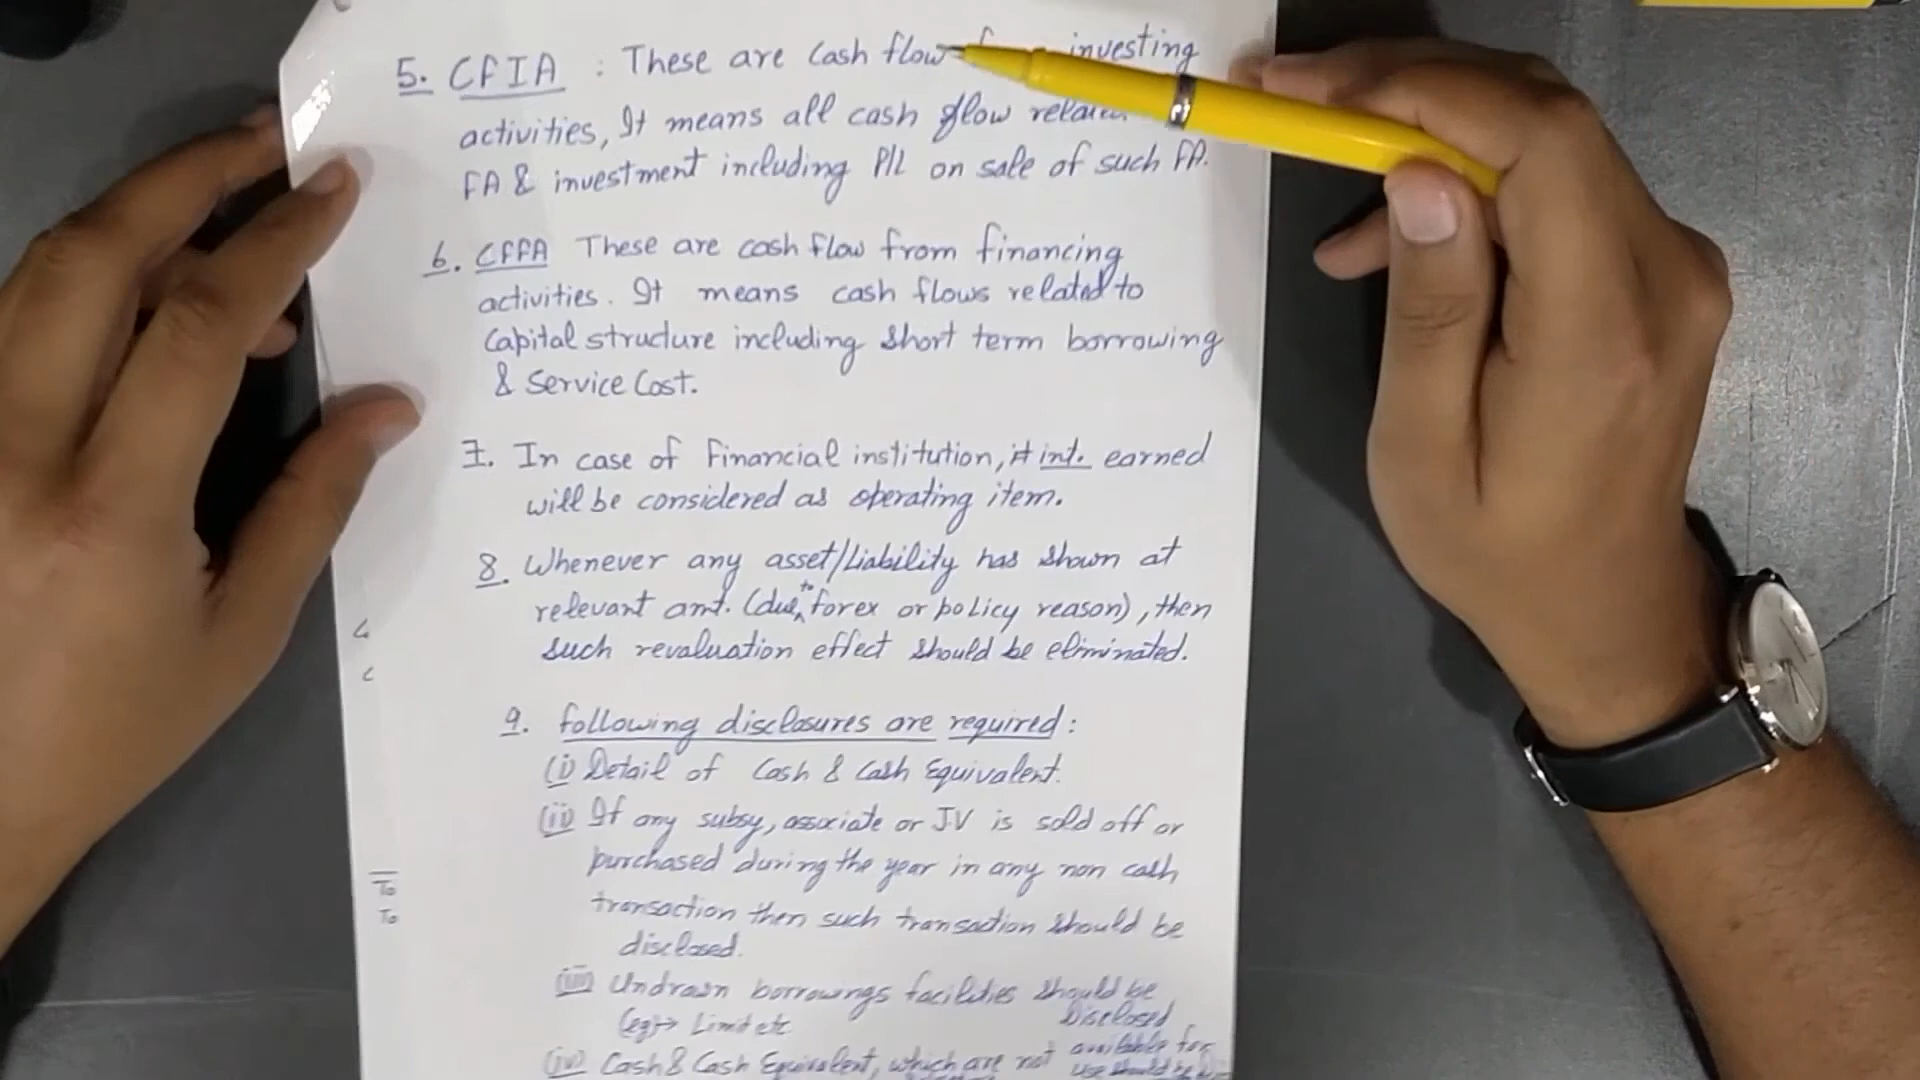 5. CFIA : These are Cash flow investing
activities, It means all cash flow
FA & investment including P/L on sale of such FA.
6. CFFA These are cash flow from financing
activities. It means cash flows related to
Capital structure including Short term borrowing
& Service Cost.
7. In case of Financial institution, int. earned
will be considered as operating item.
8. Whenever any asset/Liability has shown at
relevant amt. (due to forex or policy reason), then
such revaluation effect should be eliminated.
9. following disclosures are required :
(i) Detail of Cash & Cash Equivalent.
(ii) If any subsy, associate or JV is sold off or
purchased during the year in any non cash
transaction then such transaction should be
disclosed.
(iii) Undrawn borrowings facilities should be
Disclosed
(eg)→ Limit etc
(iv) Cash & Cash Equivalent, which are not available for
use should be
To
To